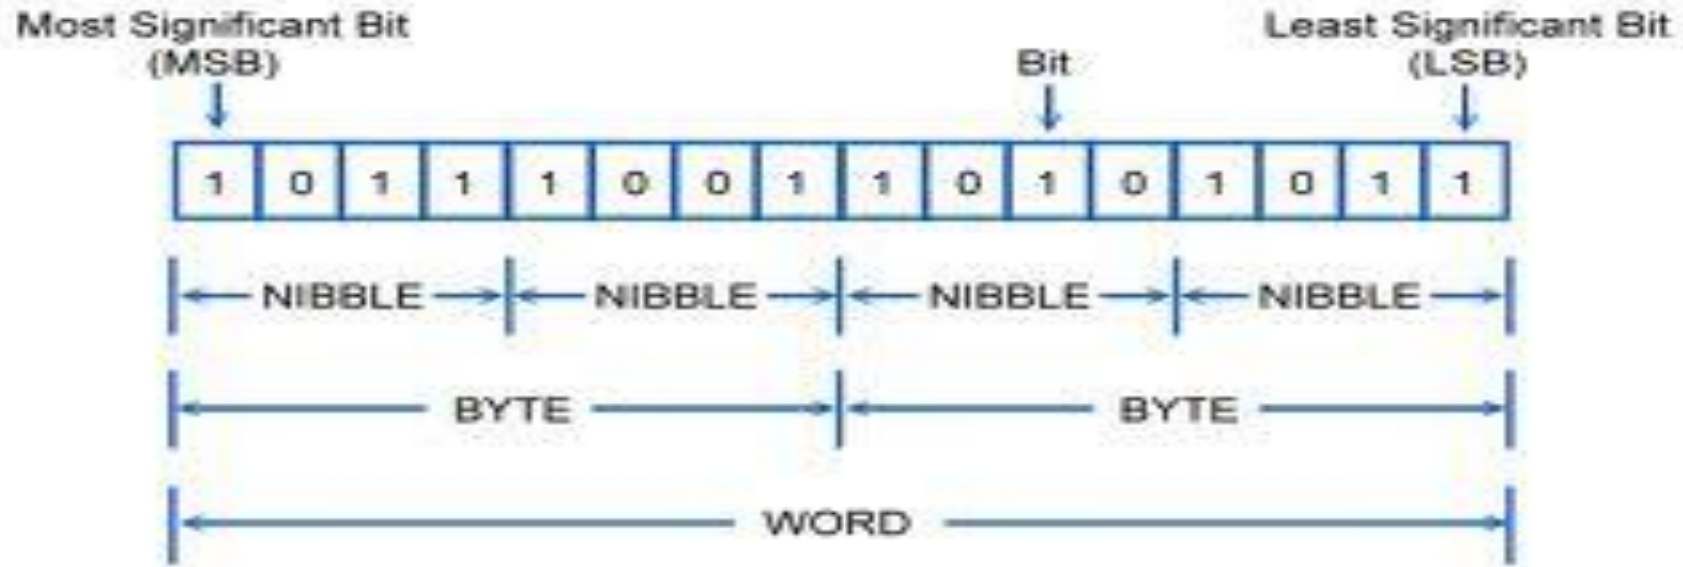 Most Significant Bit
(MSB)
Bit
Least Significant Bit
(LSB)
1 0 1 1 1 0 0 1 1 0 1 0 1 0 1 1
NIBBLE NIBBLE NIBBLE NIBBLE
BYTE BYTE
WORD